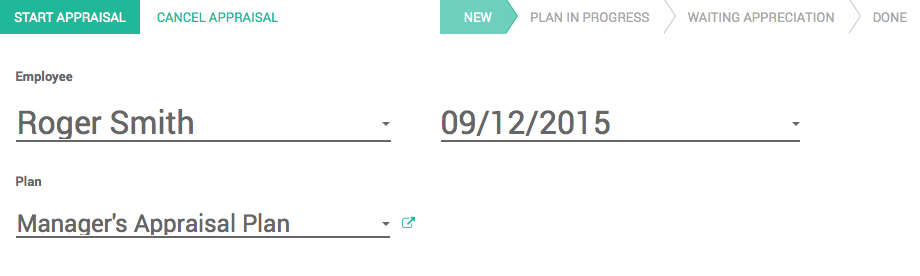 START APPRAISAL CANCEL APPRAISAL NEW PLAN IN PROGRESS WAITING APPRECIATION DONE
Employee
Roger Smith 09/12/2015
Plan
Manager's Appraisal Plan